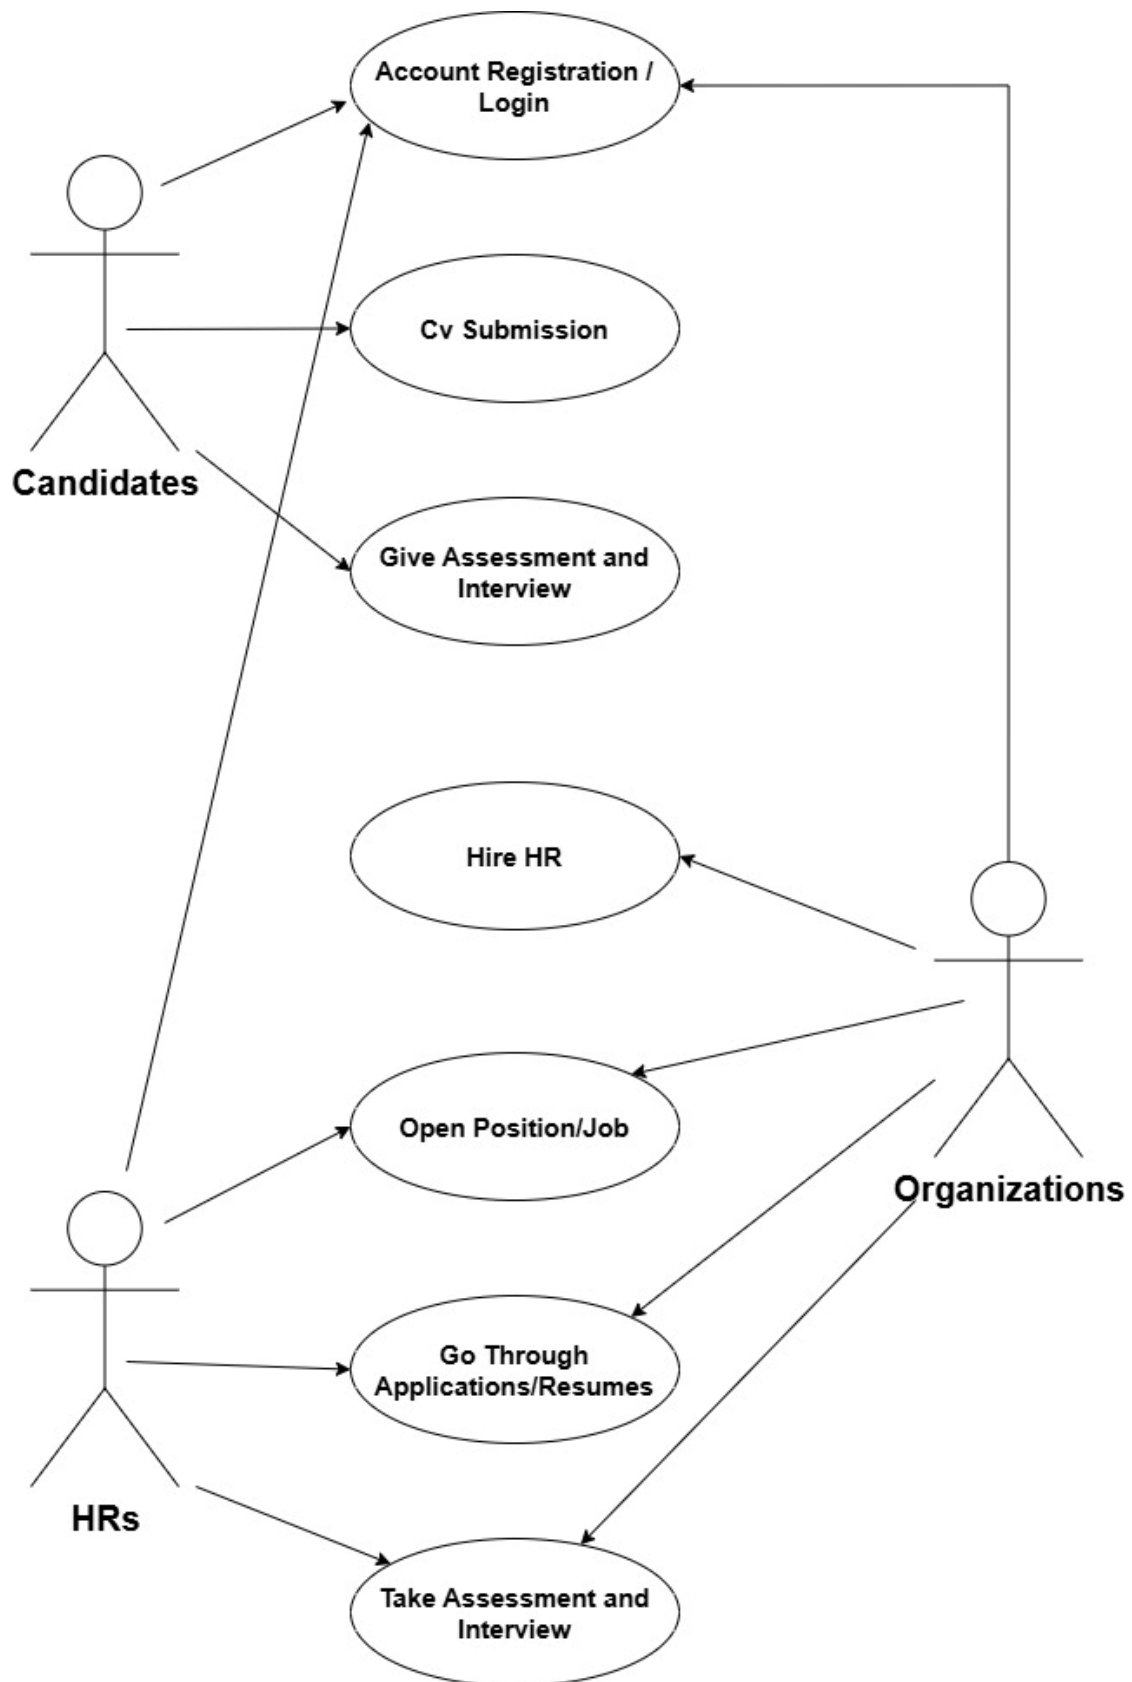 Account Registration /
Login
Cv Submission
Candidates
Give Assessment and
Interview
Hire HR
Open Position/Job
Organizations
Go Through
Applications/Resumes
HRs
Take Assessment and
Interview